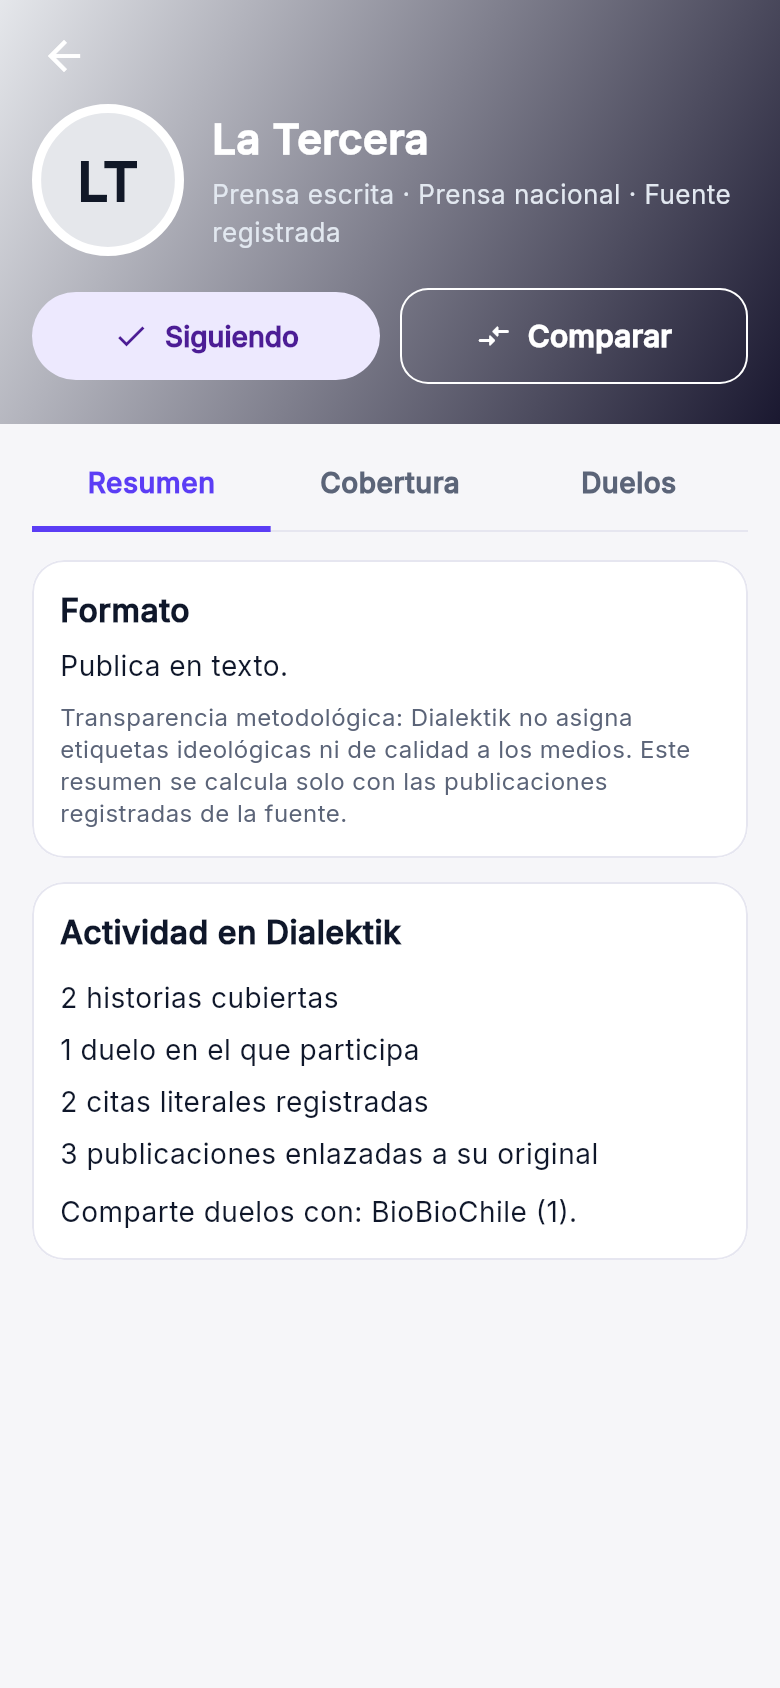 LT
La Tercera
Prensa escrita · Prensa nacional · Fuente
registrada
Siguiendo
Comparar
Resumen
Cobertura
Duelos
Formato
Publica en texto.
Transparencia metodológica: Dialektik no asigna
etiquetas ideológicas ni de calidad a los medios. Este
resumen se calcula solo con las publicaciones
registradas de la fuente.
Actividad en Dialektik
2 historias cubiertas
1 duelo en el que participa
2 citas literales registradas
3 publicaciones enlazadas a su original
Comparte duelos con: BioBioChile (1).